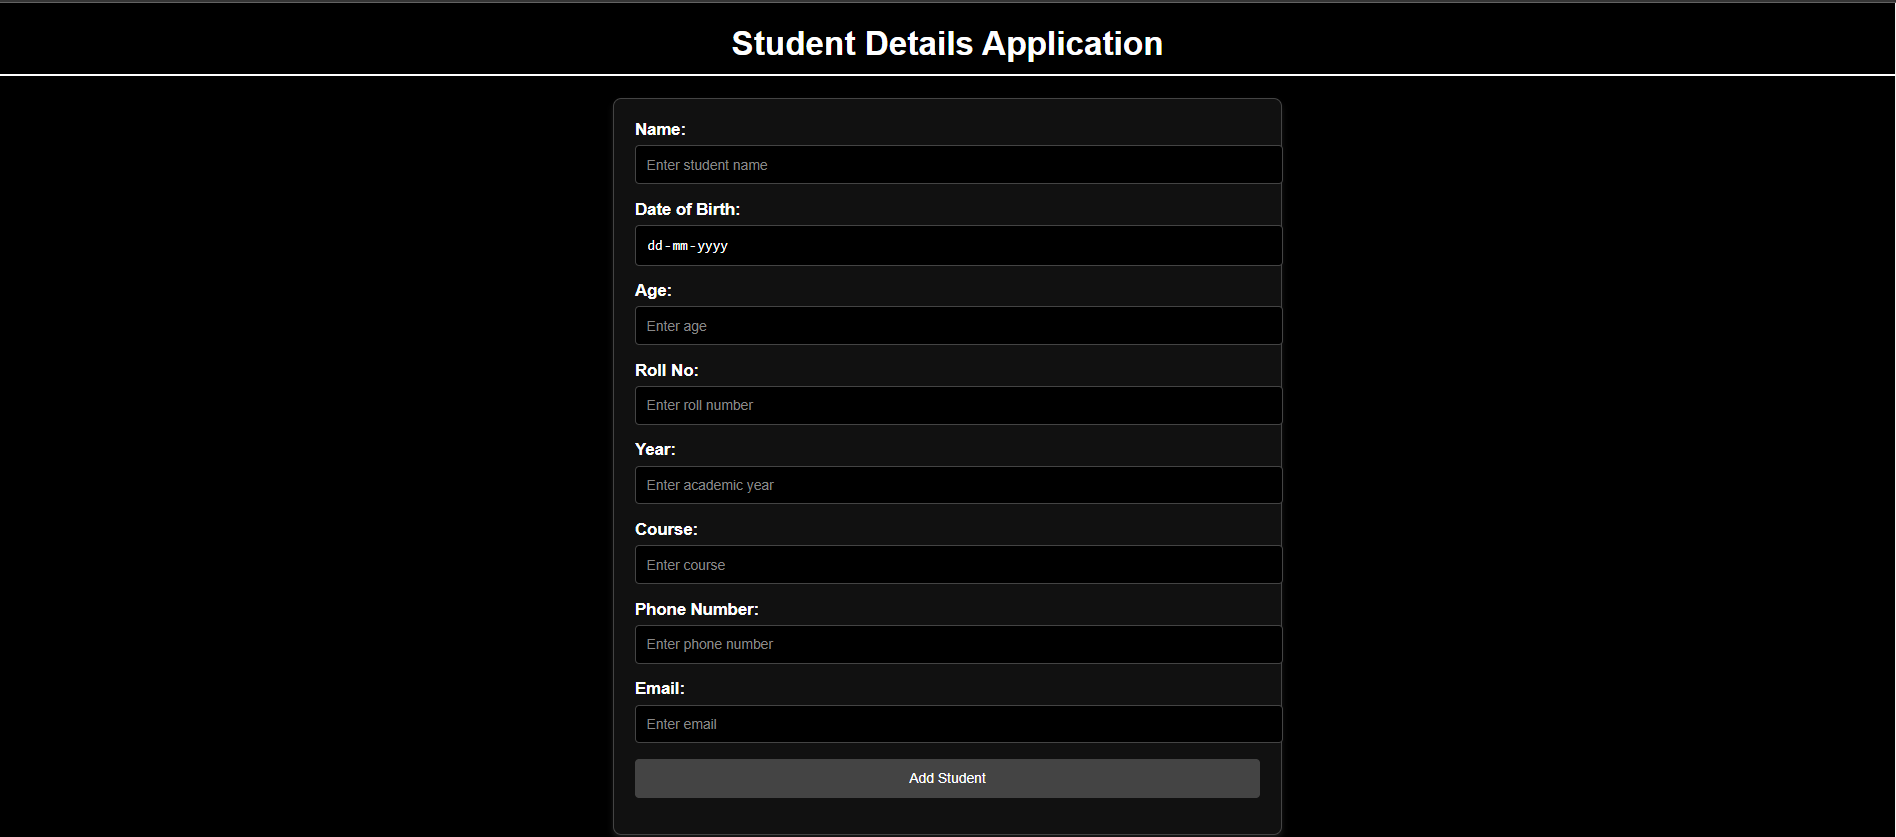 Student Details Application
Name:
Enter student name
Date of Birth:
dd-mm-yyyy
Age:
Enter age
Roll No:
Enter roll number
Year:
Enter academic year
Course:
Enter course
Phone Number:
Enter phone number
Email:
Enter email
Add Student